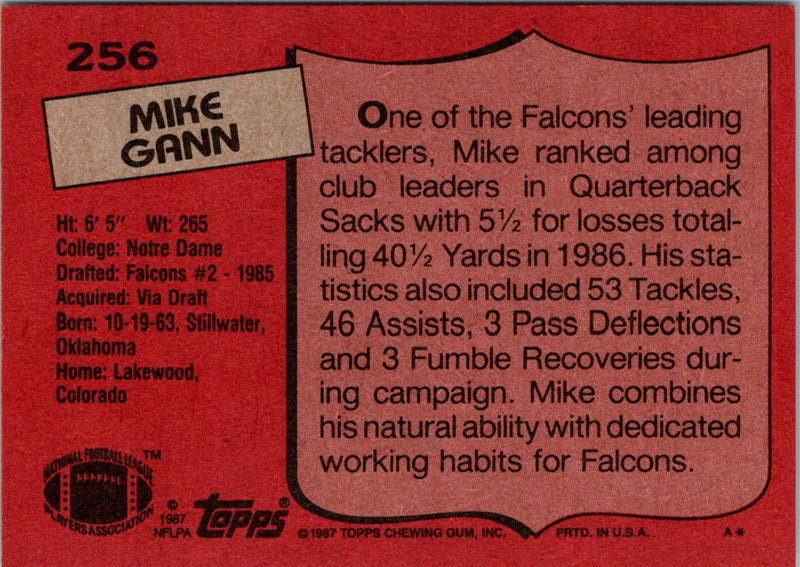 256
MIKE
GANN
Ht: 6' 5" Wt: 265
College: Notre Dame
Drafted: Falcons #2 - 1985
Acquired: Via Draft
Born: 10-19-63, Stillwater,
Oklahoma
Home: Lakewood,
Colorado
One of the Falcons' leading
tacklers, Mike ranked among
club leaders in Quarterback
Sacks with 5½ for losses total-
ling 40½ Yards in 1986. His sta-
tistics also included 53 Tackles,
46 Assists, 3 Pass Deflections
and 3 Fumble Recoveries dur-
ing campaign. Mike combines
his natural ability with dedicated
working habits for Falcons.
NATIONAL FOOTBALL LEAGUE
PLAYERS ASSOCIATION
™
©
1987
NFLPA
TOPPS®
©1987 TOPPS CHEWING GUM, INC. PRTD. IN U.S.A. A*